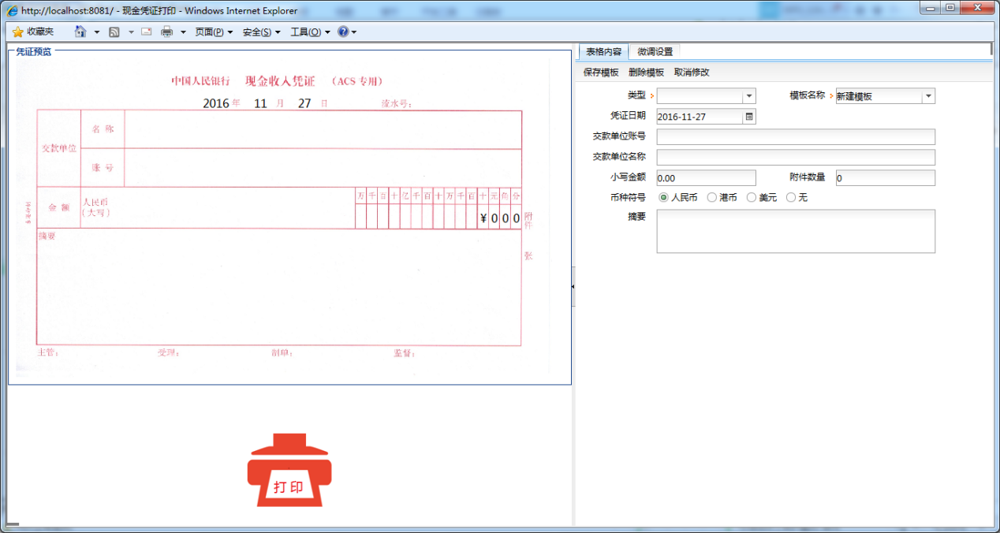 http://localhost:8081/ - 现金凭证打印 - Windows Internet Explorer
收藏夹 页面(P) 安全(S) 工具(O)
凭证预览
中国人民银行 现金收入凭证 （ACS 专用）
2016 年 11 月 27 日 流水号：
交款单位
名 称
账 号
金 额
人民币
（大写）
万 千 百 十 亿 千 百 十 万 千 百 十 元 角 分
¥ 0 0 0
附
件
张
摘要
主管： 受理： 制单： 监督：
打 印
表格内容 微调设置
保存模板 删除模板 取消修改
类型 模板名称 新建模板
凭证日期 2016-11-27
交款单位账号
交款单位名称
小写金额 0.00 附件数量 0
币种符号 人民币 港币 美元 无
摘要